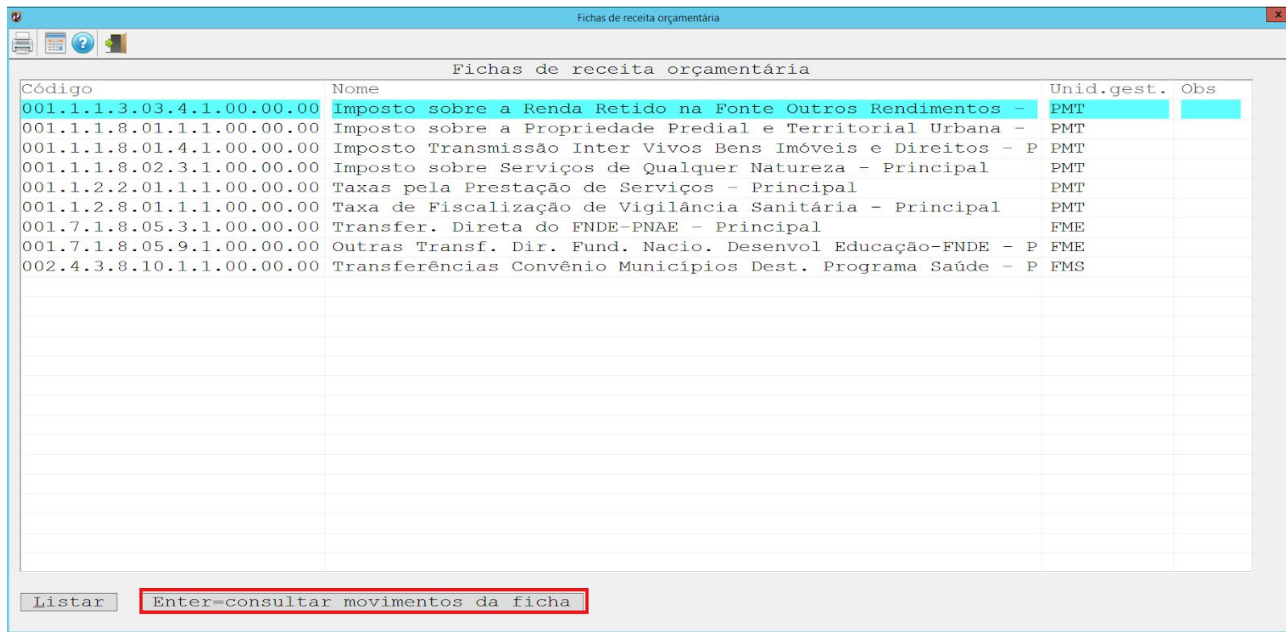 Fichas de receita orçamentária
Fichas de receita orçamentária
Código Nome Unid.gest. Obs
001.1.1.3.03.4.1.00.00.00 Imposto sobre a Renda Retido na Fonte Outros Rendimentos - PMT
001.1.1.8.01.1.1.00.00.00 Imposto sobre a Propriedade Predial e Territorial Urbana - PMT
001.1.1.8.01.4.1.00.00.00 Imposto Transmissão Inter Vivos Bens Imóveis e Direitos - P PMT
001.1.1.8.02.3.1.00.00.00 Imposto sobre Serviços de Qualquer Natureza - Principal PMT
001.1.2.2.01.1.1.00.00.00 Taxas pela Prestação de Serviços - Principal PMT
001.1.2.8.01.1.1.00.00.00 Taxa de Fiscalização de Vigilância Sanitária - Principal PMT
001.7.1.8.05.3.1.00.00.00 Transfer. Direta do FNDE-PNAE - Principal FME
001.7.1.8.05.9.1.00.00.00 Outras Transf. Dir. Fund. Nacio. Desenvol Educação-FNDE - P FME
002.4.3.8.10.1.1.00.00.00 Transferências Convênio Municípios Dest. Programa Saúde - P FMS
Listar Enter=consultar movimentos da ficha